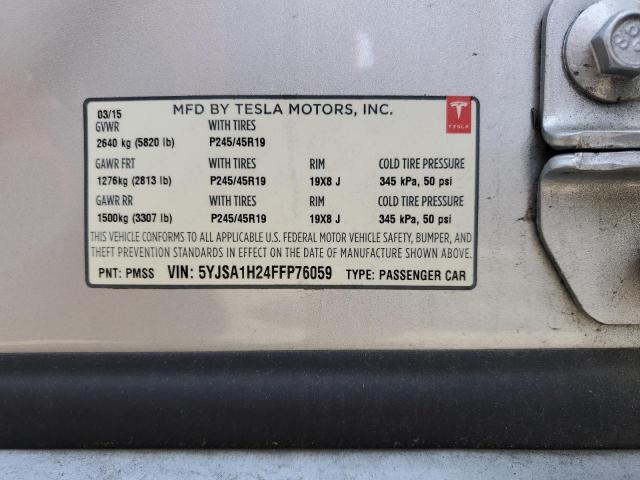 03/15 MFD BY TESLA MOTORS, INC.
TESLA
GVWR WITH TIRES
2640 kg (5820 lb) P245/45R19
GAWR FRT WITH TIRES RIM COLD TIRE PRESSURE
1276kg (2813 lb) P245/45R19 19X8 J 345 kPa, 50 psi
GAWR RR WITH TIRES RIM COLD TIRE PRESSURE
1500kg (3307 lb) P245/45R19 19X8 J 345 kPa, 50 psi
THIS VEHICLE CONFORMS TO ALL APPLICABLE U.S. FEDERAL MOTOR VEHICLE SAFETY, BUMPER, AND
THEFT PREVENTION STANDARDS IN EFFECT ON THE DATE OF MANUFACTURE SHOWN ABOVE.
PNT: PMSS VIN: 5YJSA1H24FFP76059 TYPE: PASSENGER CAR